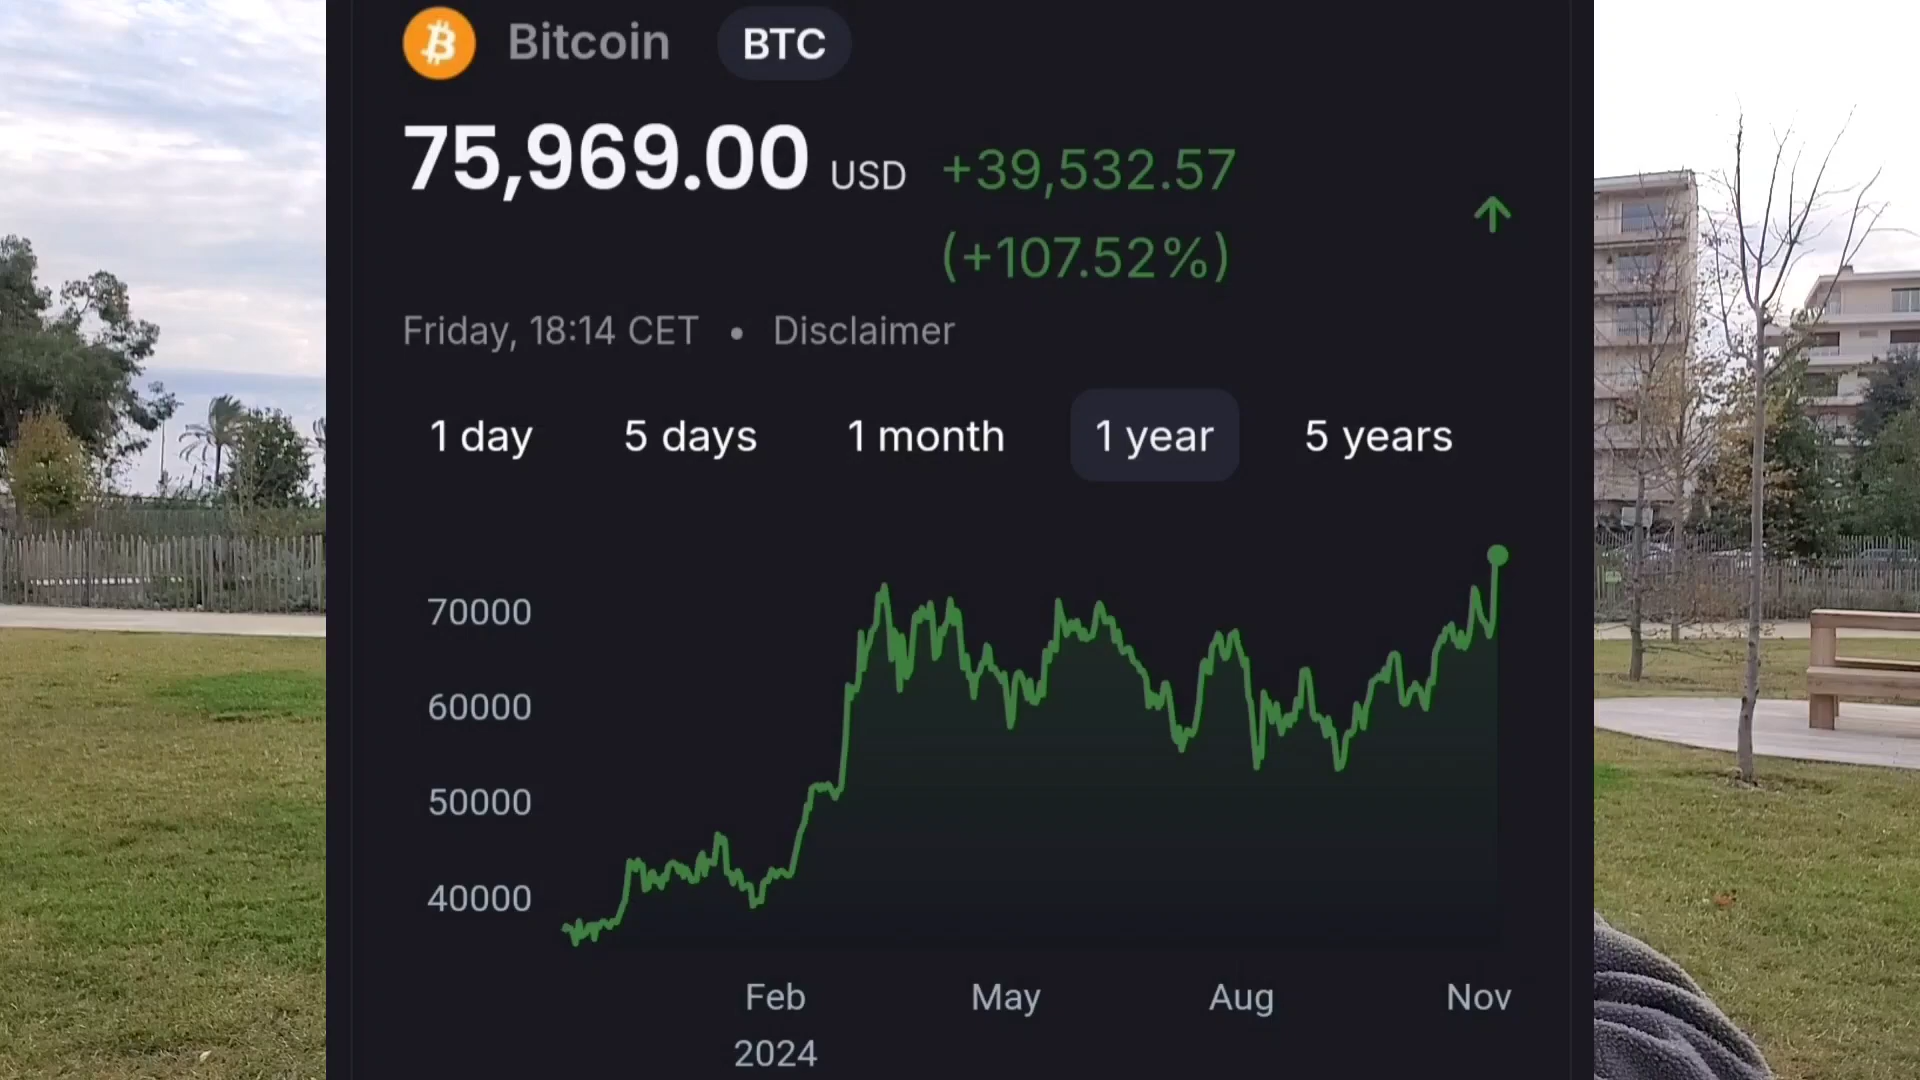 Bitcoin BTC
75,969.00 USD +39,532.57
(+107.52%)
Friday, 18:14 CET • Disclaimer
1 day 5 days 1 month 1 year 5 years
70000
60000
50000
40000
Feb May Aug Nov
2024